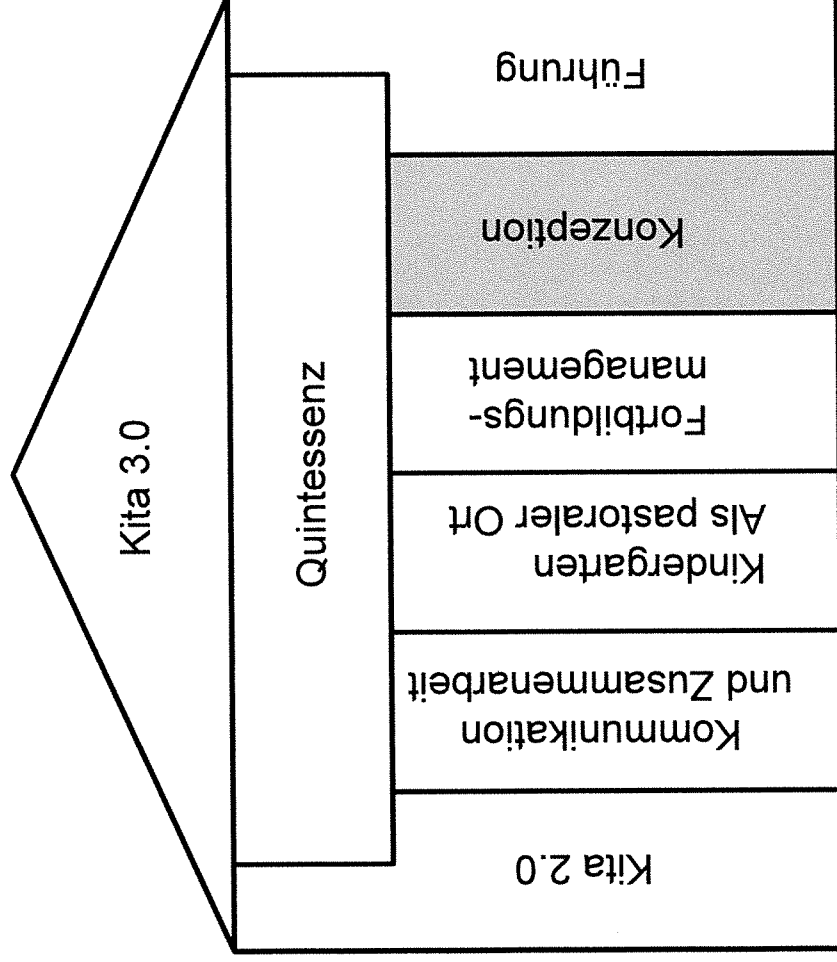 Kita 3.0
Quintessenz
Kita 2.0
Kommunikation
und Zusammenarbeit
Kindergarten
Als pastoraler Ort
Fortbildungs-
management
Konzeption
Führung